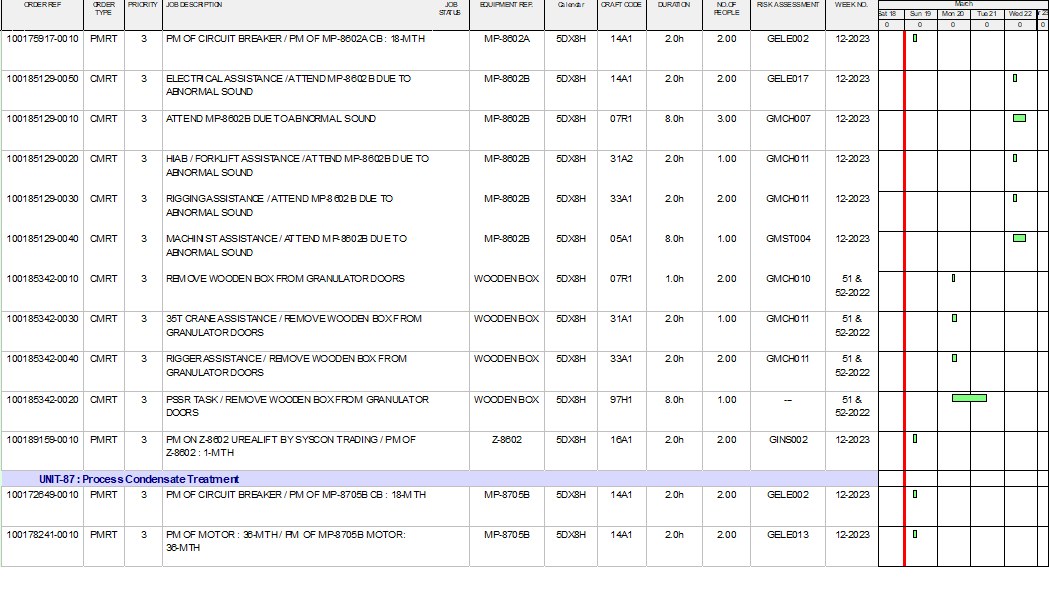 ORDER REF ORDER TYPE PRIORITY JOB DESCRIPTION JOB STATUS EQUIPMENT REF. Calendar CRAFT CODE DURATION NO.OF PEOPLE RISK ASSESSMENT WEEK NO. March
Sat 18 Sun 19 Mon 20 Tue 21 Wed 22
0 0 0 0 0 0
100175917-0010 PMRT 3 PM OF CIRCUIT BREAKER / PM OF MP-8602A CB : 18-MTH MP-8602A 5DX8H 14A1 2.0h 2.00 GELE002 12-2023
100185129-0050 CMRT 3 ELECTRICAL ASSISTANCE / ATTEND MP-8602B DUE TO MP-8602B 5DX8H 14A1 2.0h 2.00 GELE017 12-2023
ABNORMAL SOUND
100185129-0010 CMRT 3 ATTEND MP-8602B DUE TO ABNORMAL SOUND MP-8602B 5DX8H 07R1 8.0h 3.00 GMCH007 12-2023
100185129-0020 CMRT 3 HIAB / FORKLIFT ASSISTANCE / ATTEND MP-8602B DUE TO MP-8602B 5DX8H 31A2 2.0h 1.00 GMCH011 12-2023
ABNORMAL SOUND
100185129-0030 CMRT 3 RIGGING ASSISTANCE / ATTEND MP-8602B DUE TO MP-8602B 5DX8H 33A1 2.0h 2.00 GMCH011 12-2023
ABNORMAL SOUND
100185129-0040 CMRT 3 MACHINIST ASSISTANCE / ATTEND MP-8602B DUE TO MP-8602B 5DX8H 05A1 8.0h 1.00 GMST004 12-2023
ABNORMAL SOUND
100185342-0010 CMRT 3 REMOVE WOODEN BOX FROM GRANULATOR DOORS WOODEN BOX 5DX8H 07R1 1.0h 2.00 GMCH010 51 &
52-2022
100185342-0030 CMRT 3 35T CRANE ASSISTANCE / REMOVE WOODEN BOX FROM WOODEN BOX 5DX8H 31A1 2.0h 1.00 GMCH011 51 &
GRANULATOR DOORS 52-2022
100185342-0040 CMRT 3 RIGGER ASSISTANCE / REMOVE WOODEN BOX FROM WOODEN BOX 5DX8H 33A1 2.0h 2.00 GMCH011 51 &
GRANULATOR DOORS 52-2022
100185342-0020 CMRT 3 PSSR TASK / REMOVE WOODEN BOX FROM GRANULATOR WOODEN BOX 5DX8H 97H1 8.0h 1.00 --- 51 &
DOORS 52-2022
100189159-0010 PMRT 3 PM ON Z-8602 UREALIFT BY SYSCON TRADING / PM OF Z-8602 5DX8H 16A1 2.0h 2.00 GINS002 12-2023
Z-8602 : 1-MTH
UNIT-87 : Process Condensate Treatment
100172649-0010 PMRT 3 PM OF CIRCUIT BREAKER / PM OF MP-8705B CB : 18-MTH MP-8705B 5DX8H 14A1 2.0h 2.00 GELE002 12-2023
100178241-0010 PMRT 3 PM OF MOTOR : 36-MTH / PM OF MP-8705B MOTOR: MP-8705B 5DX8H 14A1 2.0h 2.00 GELE013 12-2023
36-MTH